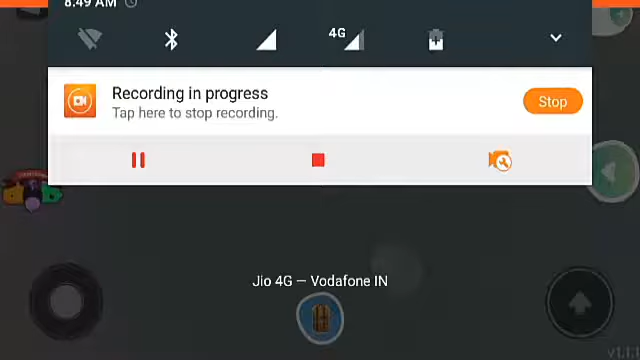 8:49 AM
4G
Recording in progress
Tap here to stop recording.
Stop
Jio 4G — Vodafone IN